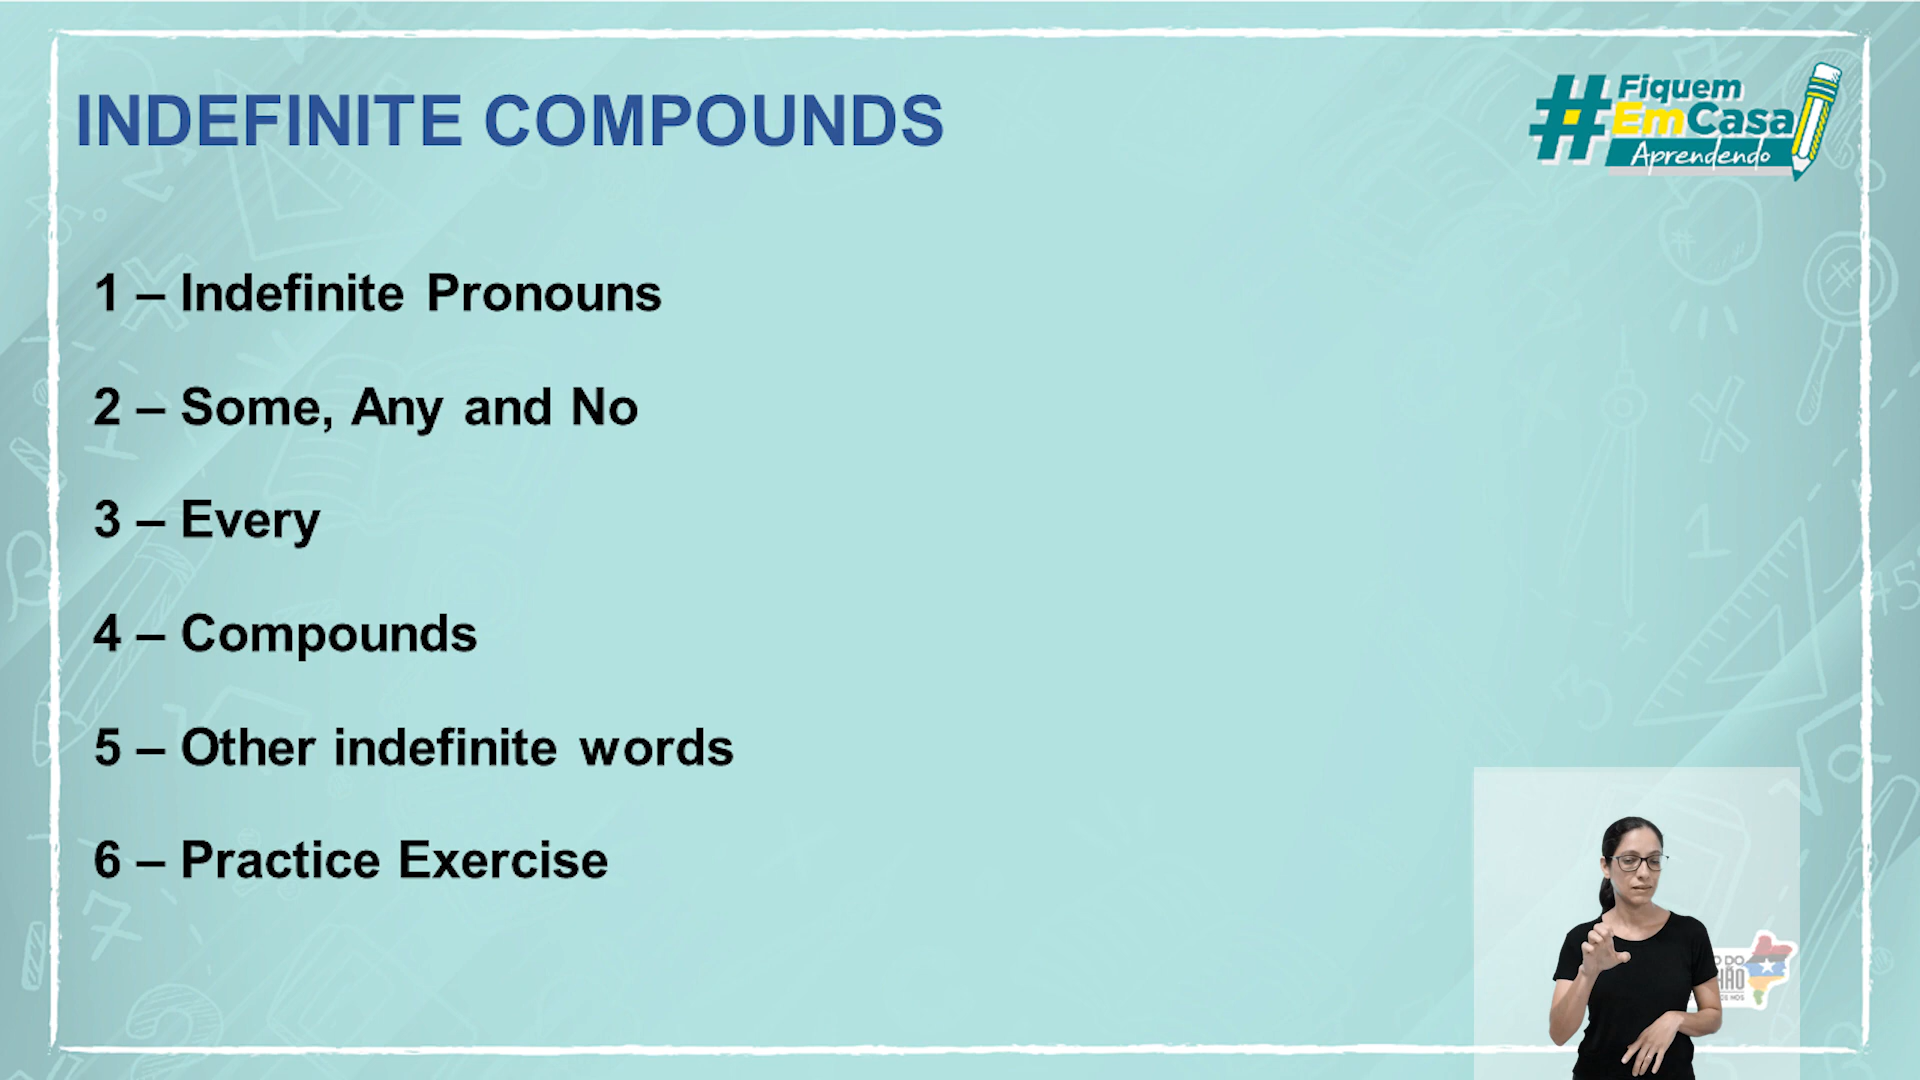 INDEFINITE COMPOUNDS
#Fiquem
EmCasa
Aprendendo
1 – Indefinite Pronouns
2 – Some, Any and No
3 – Every
4 – Compounds
5 – Other indefinite words
6 – Practice Exercise